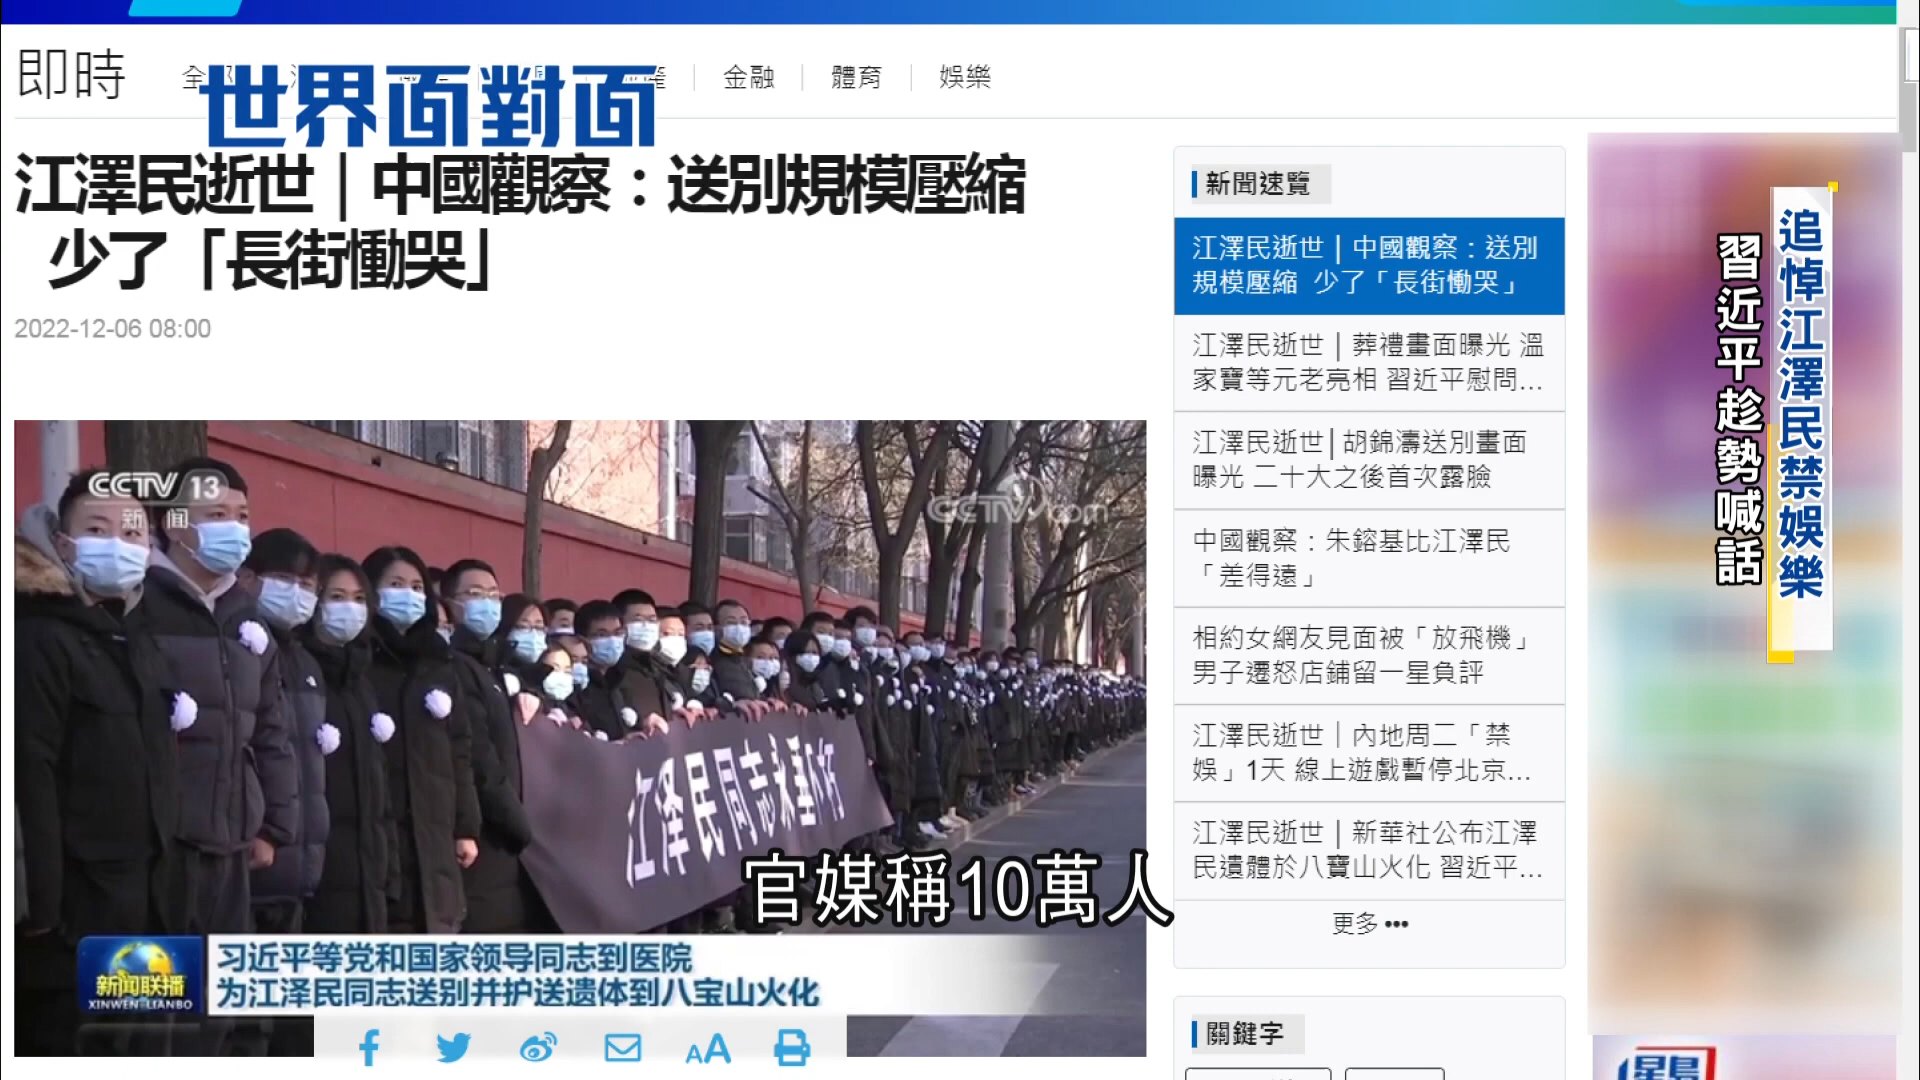 即時
全部
金融
體育
娛樂
世界面對面
江澤民逝世｜中國觀察：送別規模壓縮
少了「長街慟哭」
2022-12-06 08:00
CCTV 13
新闻
CCTV.com
江泽民同志永垂不朽
官媒稱10萬人
新闻联播
XINWEN LIANBO
习近平等党和国家领导同志到医院
为江泽民同志送别并护送遗体到八宝山火化
AA
新聞速覽
江澤民逝世｜中國觀察：送別
規模壓縮 少了「長街慟哭」
江澤民逝世｜葬禮畫面曝光 溫
家寶等元老亮相 習近平慰問...
江澤民逝世│胡錦濤送別畫面
曝光 二十大之後首次露臉
中國觀察：朱鎔基比江澤民
「差得遠」
相約女網友見面被「放飛機」
男子遷怒店鋪留一星負評
江澤民逝世｜內地周二「禁
娛」1天 線上遊戲暫停北京...
江澤民逝世｜新華社公布江澤
民遺體於八寶山火化 習近平...
更多 •••
關鍵字
追悼江澤民禁娛樂
習近平趁勢喊話
星島